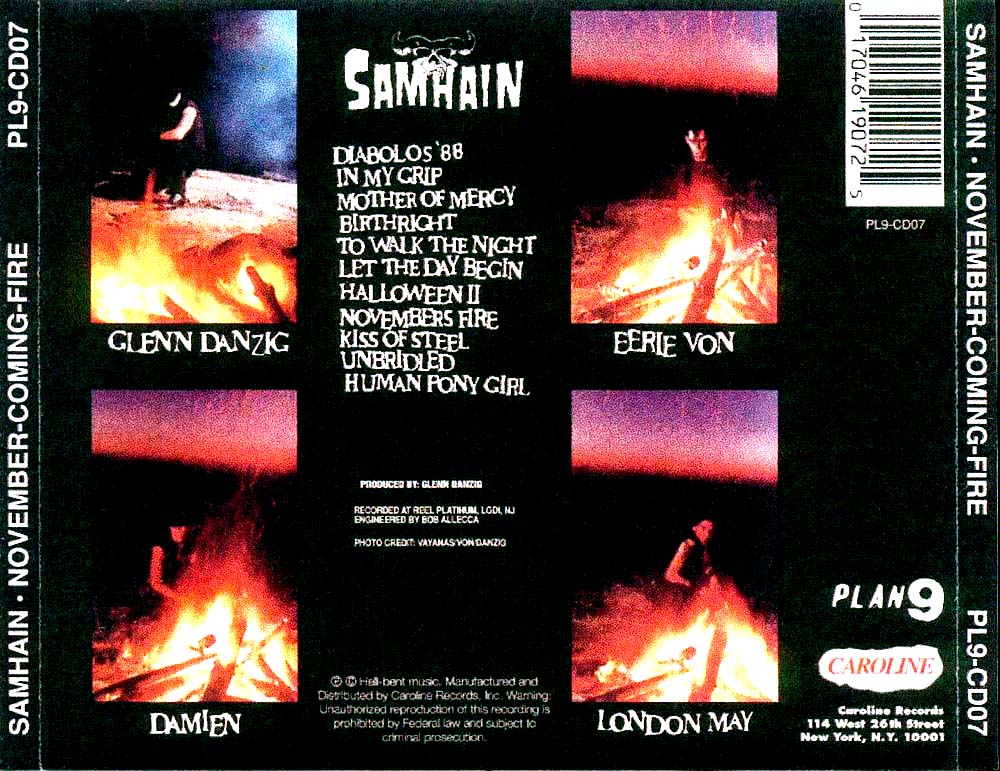 SAMHAIN • NOVEMBER-COMING-FIRE PL9-CD07
SAMHAIN
DIABOLOS '88
IN MY GRIP
MOTHER OF MERCY
BIRTHRIGHT
TO WALK THE NIGHT
LET THE DAY BEGIN
HALLOWEEN II
NOVEMBERS FIRE
KISS OF STEEL
UNBRIDLED
HUMAN PONY GIRL
GLENN DANZIG
EERIE VON
DAMIEN
LONDON MAY
PRODUCED BY: GLENN DANZIG
RECORDED AT REEL PLATINUM, LODI, NJ
ENGINEERED BY BOB ALLECCA
PHOTO CREDIT: VAYANAS/VON/DANZIG
℗ © Hell-bent music. Manufactured and
Distributed by Caroline Records, Inc. Warning:
Unauthorized reproduction of this recording is
prohibited by Federal law and subject to
criminal prosecution.
0 17046 19072 5
PL9-CD07
PLAN 9
CAROLINE
Caroline Records
114 West 26th Street
New York, N.Y. 10001
SAMHAIN • NOVEMBER-COMING-FIRE PL9-CD07